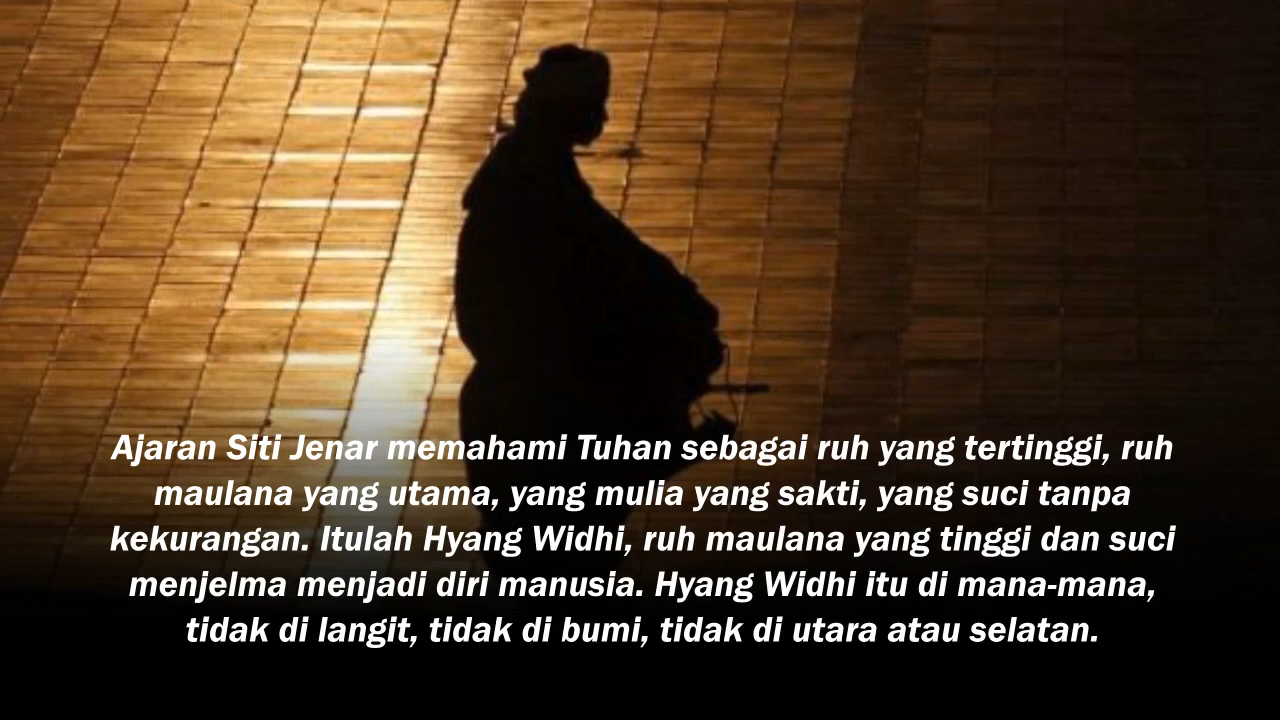 Ajaran Siti Jenar memahami Tuhan sebagai ruh yang tertinggi, ruh
maulana yang utama, yang mulia yang sakti, yang suci tanpa
kekurangan. Itulah Hyang Widhi, ruh maulana yang tinggi dan suci
menjelma menjadi diri manusia. Hyang Widhi itu di mana-mana,
tidak di langit, tidak di bumi, tidak di utara atau selatan.